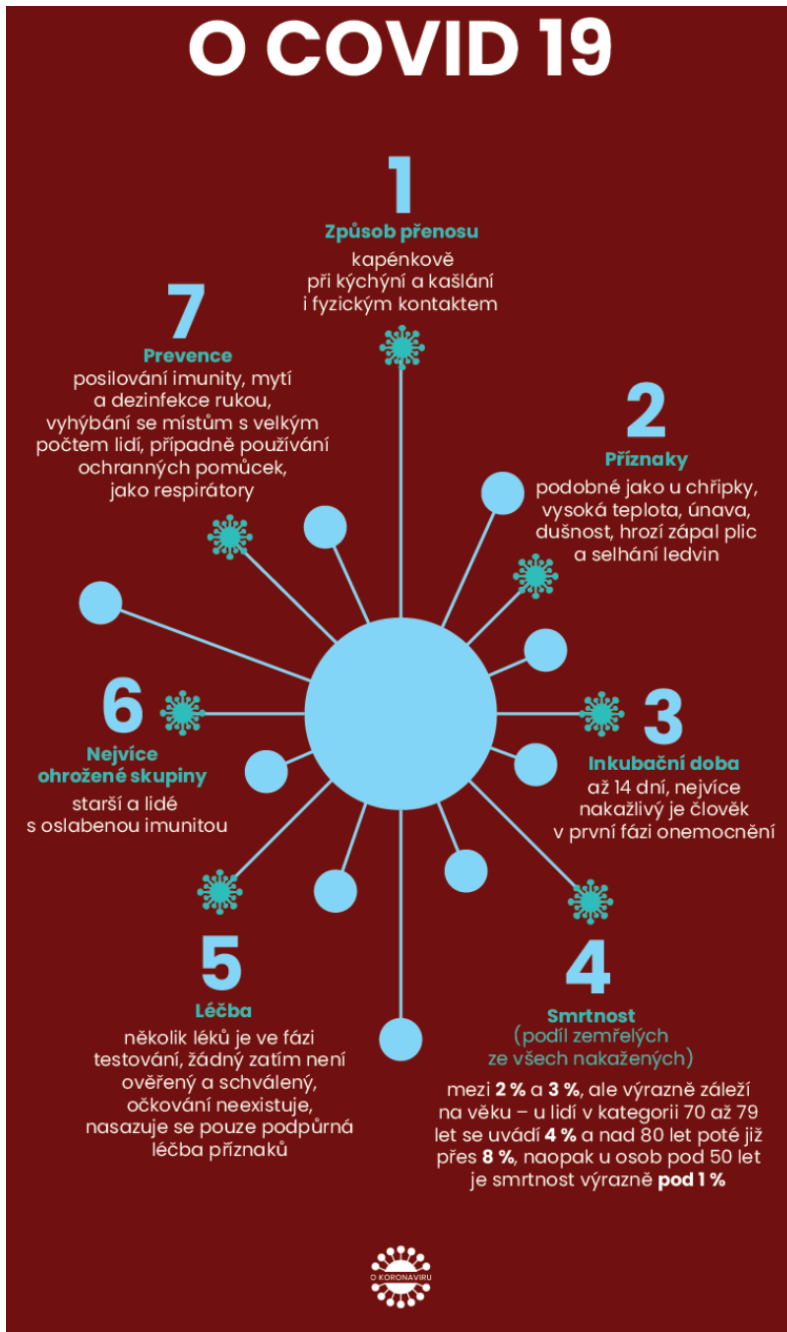 O COVID 19
1
Způsob přenosu
kapénkově
při kýchýní a kašlání
i fyzickým kontaktem
2
Příznaky
podobné jako u chřipky,
vysoká teplota, únava,
dušnost, hrozí zápal plic
a selhání ledvin
3
Inkubační doba
až 14 dní, nejvíce
nakažlivý je člověk
v první fázi onemocnění
4
Smrtnost
(podíl zemřelých
ze všech nakažených)
mezi 2 % a 3 %, ale výrazně záleží
na věku – u lidí v kategorii 70 až 79
let se uvádí 4 % a nad 80 let poté již
přes 8 %, naopak u osob pod 50 let
je smrtnost výrazně pod 1 %
5
Léčba
několik léků je ve fázi
testování, žádný zatím není
ověřený a schválený,
očkování neexistuje,
nasazuje se pouze podpůrná
léčba příznaků
6
Nejvíce
ohrožené skupiny
starší a lidé
s oslabenou imunitou
7
Prevence
posilování imunity, mytí
a dezinfekce rukou,
vyhýbání se místům s velkým
počtem lidí, případně používání
ochranných pomůcek,
jako respirátory
O KORONAVIRU